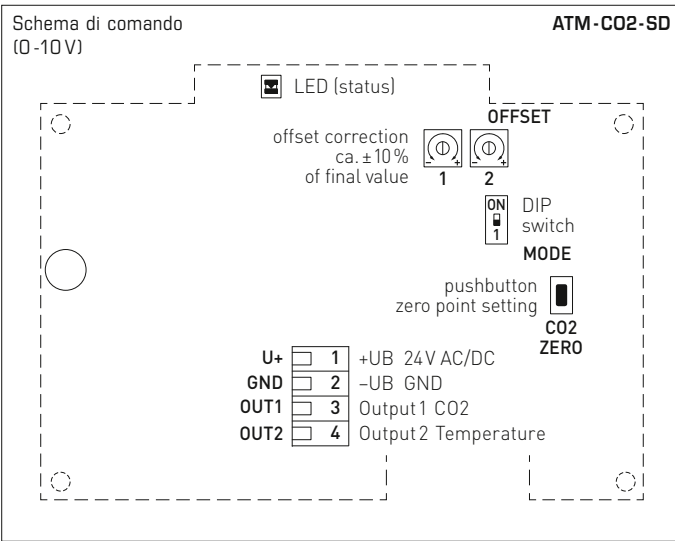 Schema di comando
(0 -10 V)
ATM-CO2-SD
LED (status)
OFFSET
offset correction
ca. ± 10 %
of final value
- +
- +
1 2
ON
1
DIP
switch
MODE
pushbutton
zero point setting
CO2
ZERO
U+ 1 +UB 24 V AC/DC
GND 2 –UB GND
OUT1 3 Output 1 CO2
OUT2 4 Output 2 Temperature